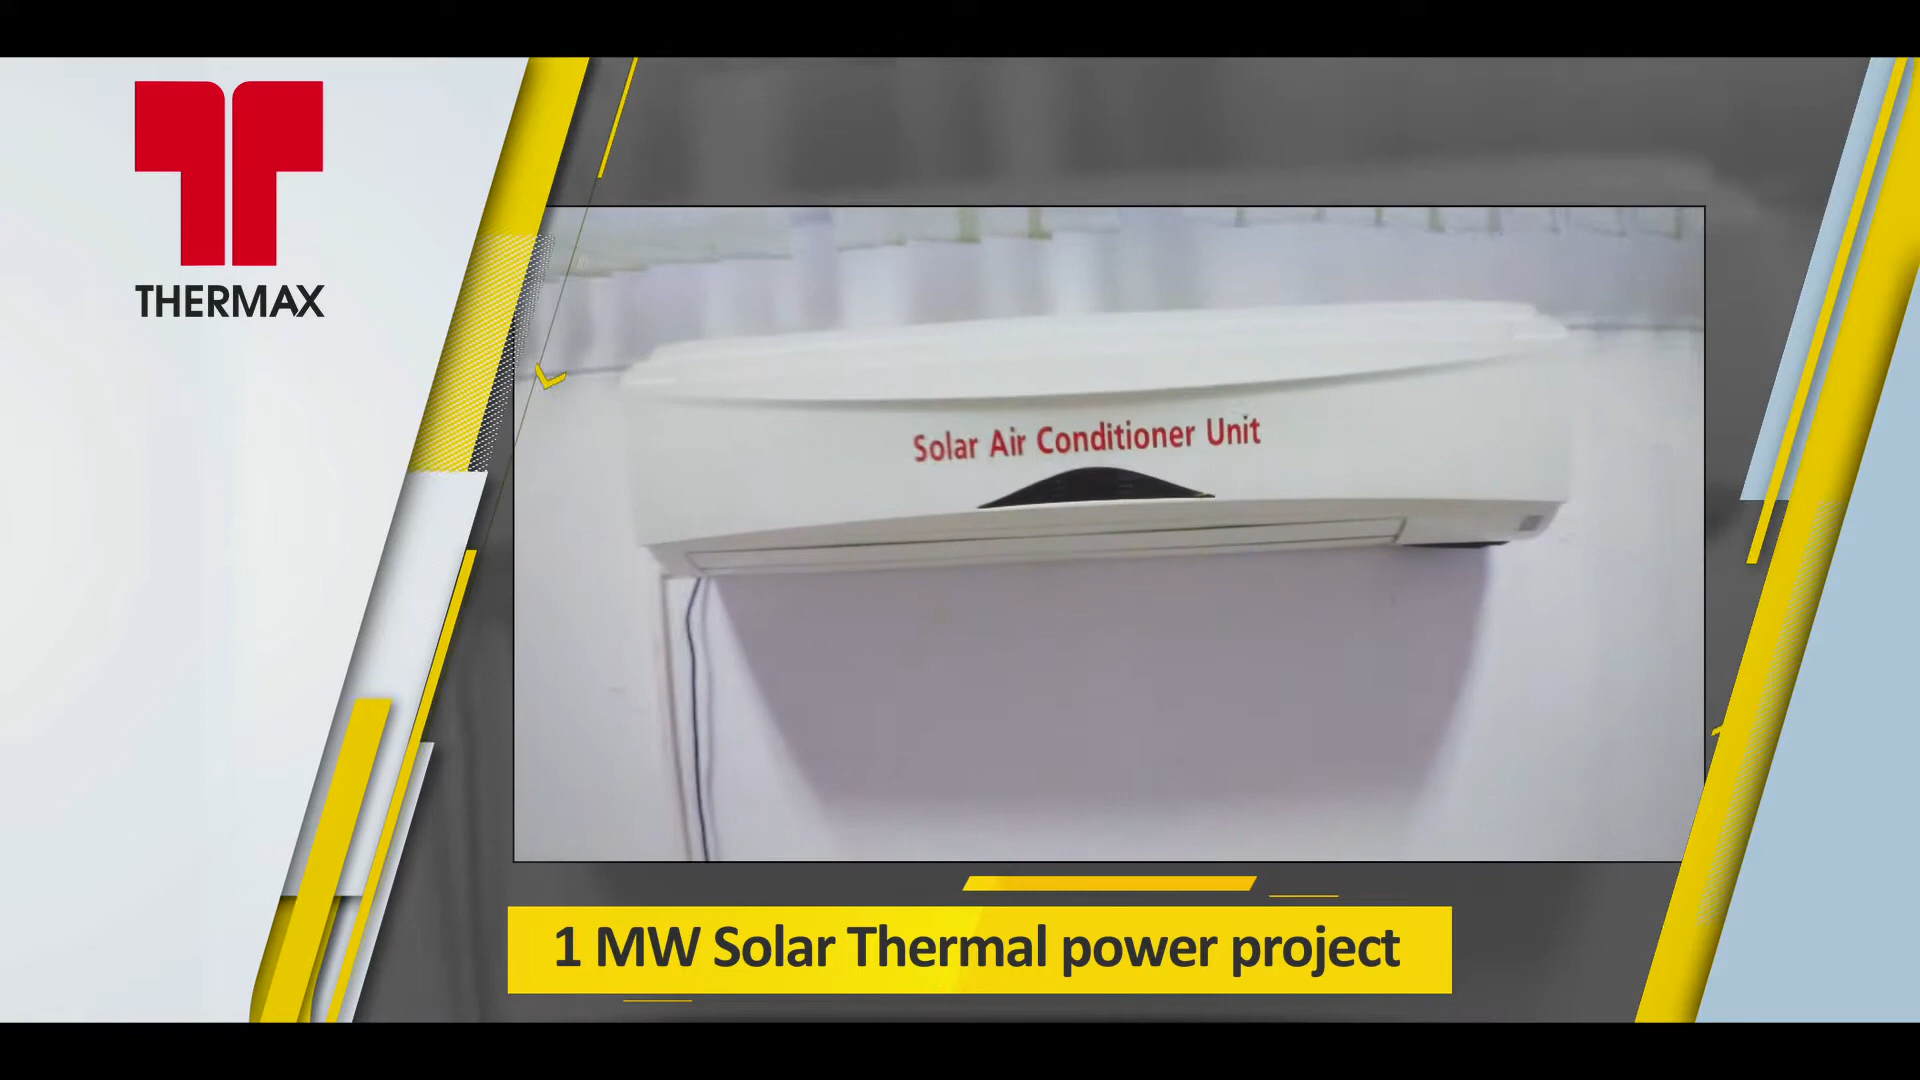 THERMAX
Solar Air Conditioner Unit
1 MW Solar Thermal power project